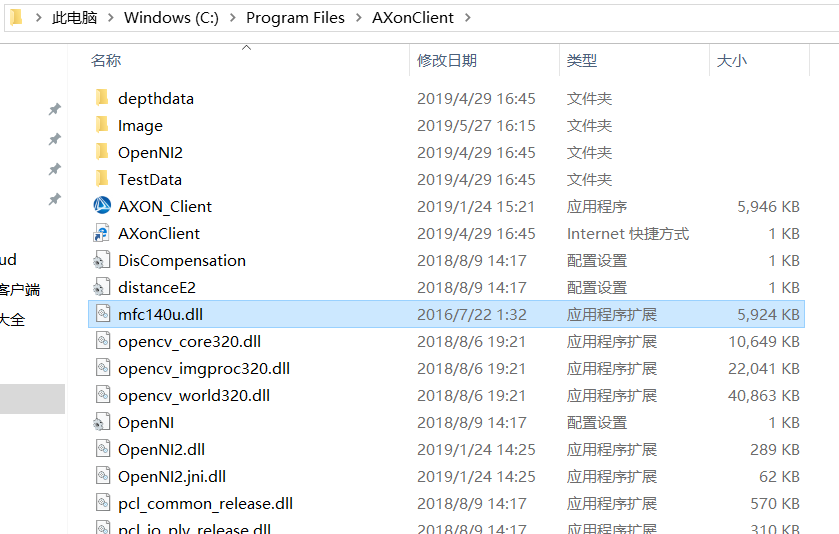 此电脑 > Windows (C:) > Program Files > AXonClient >
名称 修改日期 类型 大小
depthdata 2019/4/29 16:45 文件夹
Image 2019/5/27 16:15 文件夹
OpenNI2 2019/4/29 16:45 文件夹
TestData 2019/4/29 16:45 文件夹
AXON_Client 2019/1/24 15:21 应用程序 5,946 KB
AXonClient 2019/4/29 16:45 Internet 快捷方式 1 KB
ud DisCompensation 2018/8/9 14:17 配置设置 1 KB
客户端 distanceE2 2018/8/9 14:17 配置设置 1 KB
大全 mfc140u.dll 2016/7/22 1:32 应用程序扩展 5,924 KB
opencv_core320.dll 2018/8/6 19:21 应用程序扩展 10,649 KB
opencv_imgproc320.dll 2018/8/6 19:21 应用程序扩展 22,041 KB
opencv_world320.dll 2018/8/6 19:21 应用程序扩展 40,863 KB
OpenNI 2018/8/9 14:17 配置设置 1 KB
OpenNI2.dll 2019/1/24 14:25 应用程序扩展 289 KB
OpenNI2.jni.dll 2019/1/24 14:25 应用程序扩展 62 KB
pcl_common_release.dll 2018/8/9 14:17 应用程序扩展 570 KB
pcl_io_ply_release.dll 2018/8/9 14:17 应用程序扩展 310 KB